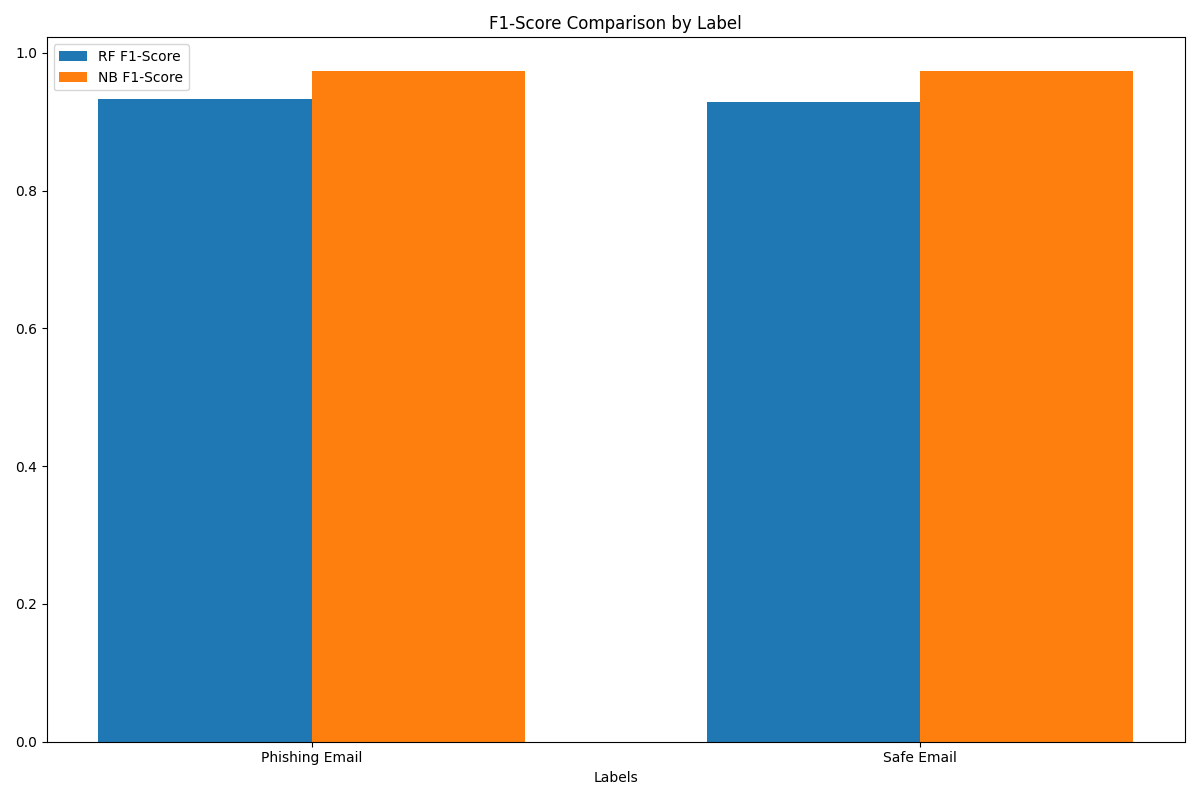 F1-Score Comparison by Label
RF F1-Score
NB F1-Score
1.0
0.8
0.6
0.4
0.2
0.0
Phishing Email
Safe Email
Labels